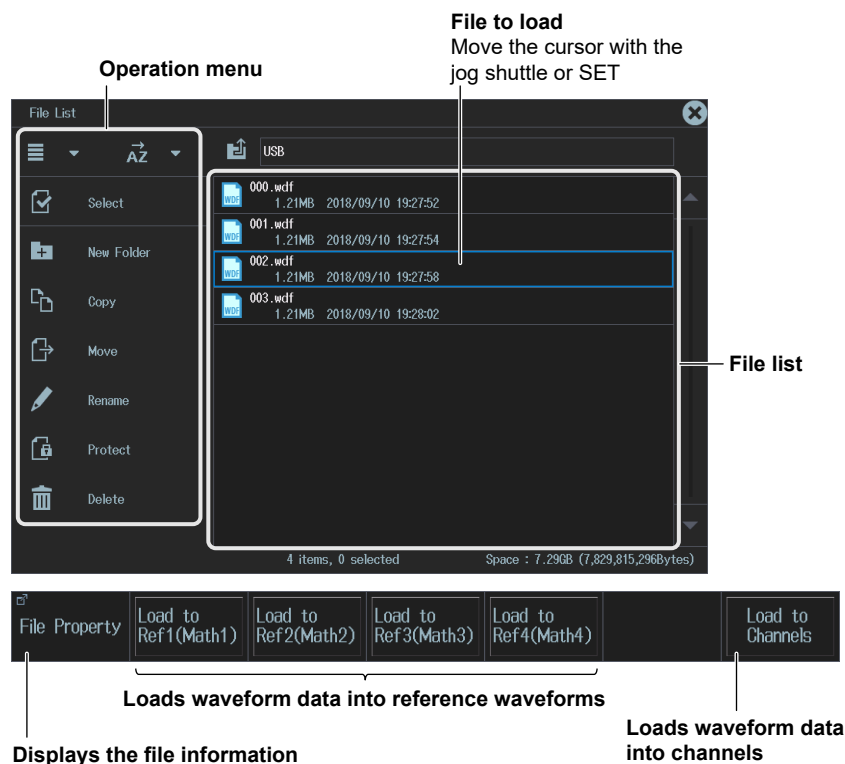 File to load
Move the cursor with the
jog shuttle or SET
Operation menu
File List
AZ
USB
Select
New Folder
Copy
Move
Rename
Protect
Delete
WDF 000.wdf
1.21MB 2018/09/10 19:27:52
WDF 001.wdf
1.21MB 2018/09/10 19:27:54
WDF 002.wdf
1.21MB 2018/09/10 19:27:58
WDF 003.wdf
1.21MB 2018/09/10 19:28:02
File list
4 items, 0 selected Space : 7.29GB (7,829,815,296Bytes)
File Property
Load to
Ref1(Math1)
Load to
Ref2(Math2)
Load to
Ref3(Math3)
Load to
Ref4(Math4)
Load to
Channels
Loads waveform data into reference waveforms
Loads waveform data
into channels
Displays the file information